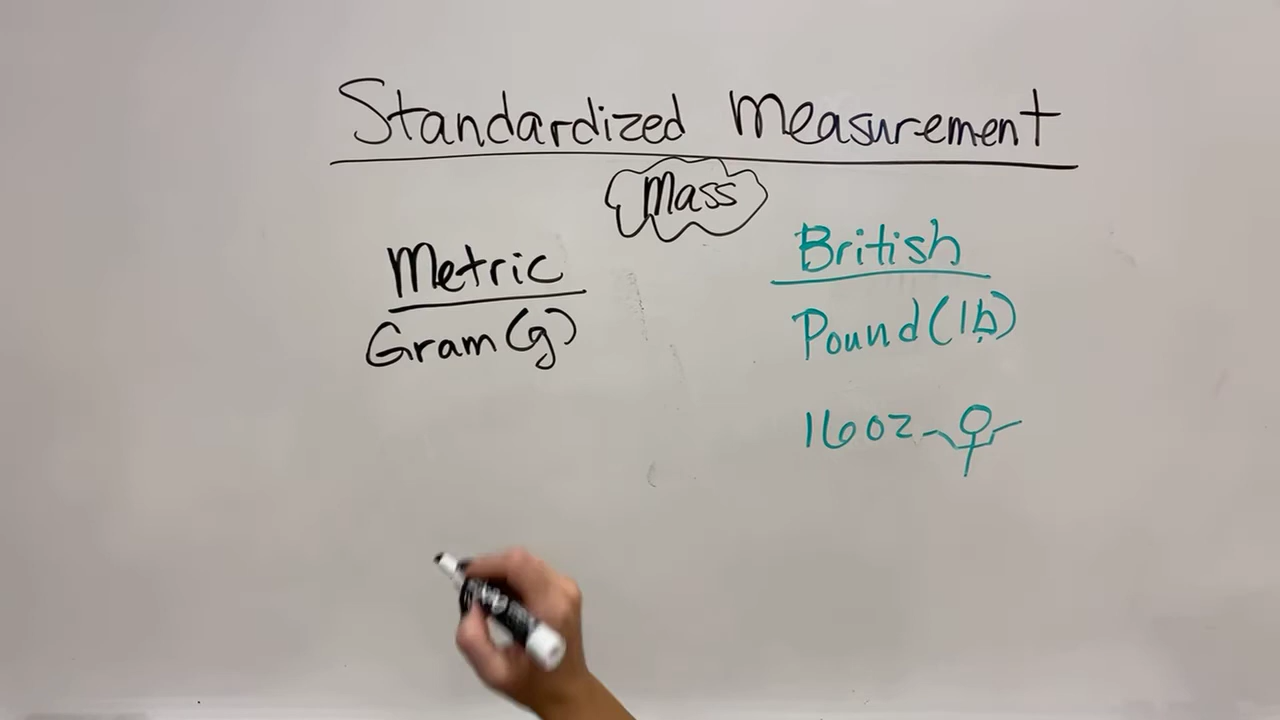 Standardized Measurement
Mass
Metric
Gram (g)
British
Pound (lb)
16oz